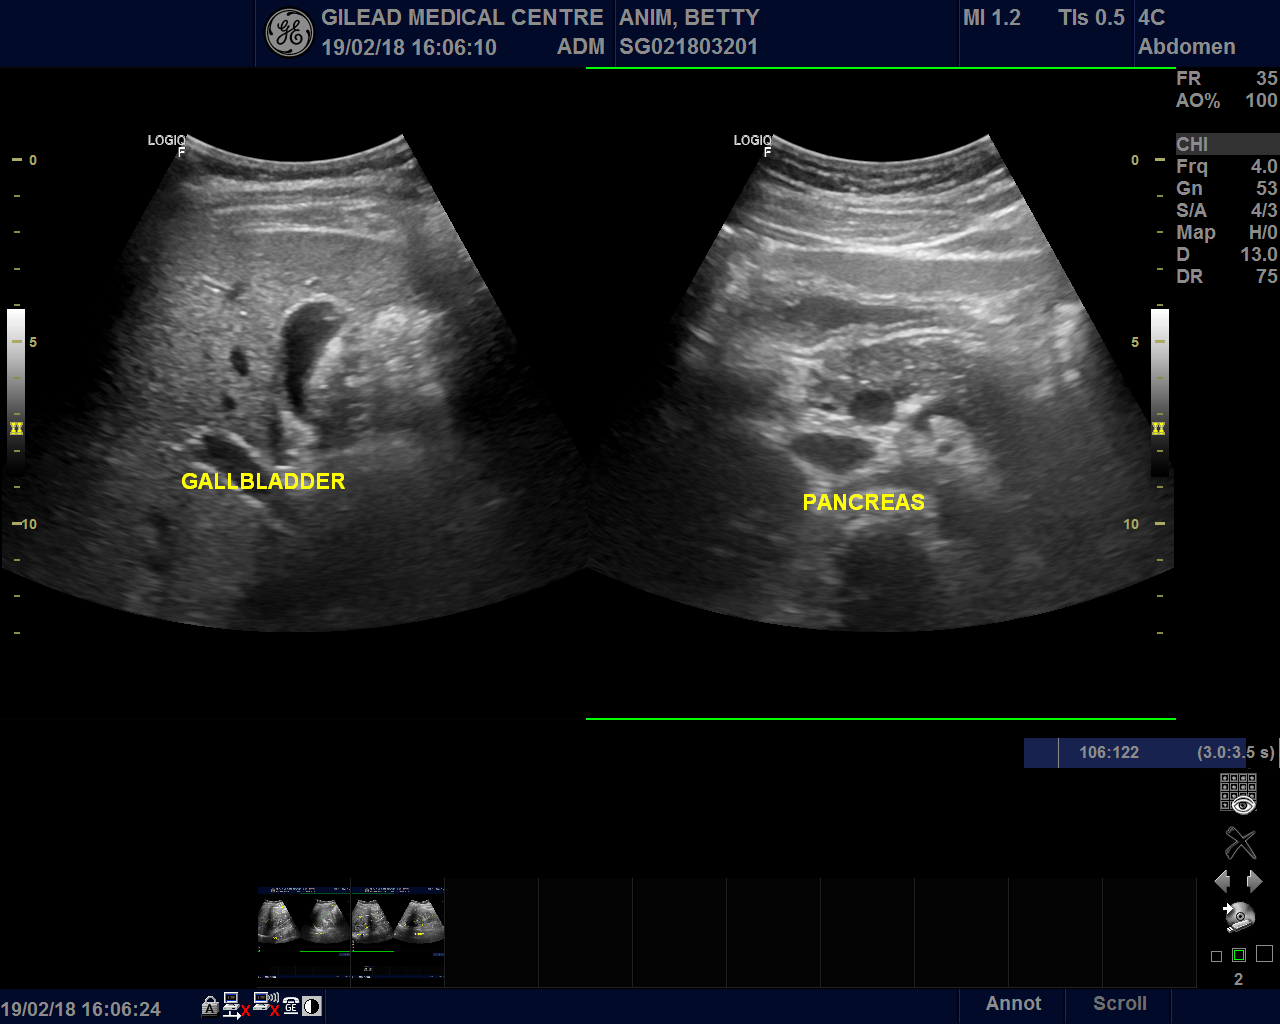 GILEAD MEDICAL CENTRE
19/02/18 16:06:10 ADM
ANIM, BETTY
SG021803201
MI 1.2 TIs 0.5
4C
Abdomen
FR 35
AO% 100
CHI
Frq 4.0
Gn 53
S/A 4/3
Map H/0
D 13.0
DR 75
LOGIQ
F
0
5
10
GALLBLADDER
LOGIQ
F
0
5
10
PANCREAS
106:122 (3.0:3.5 s)
2
19/02/18 16:06:24
Annot
Scroll